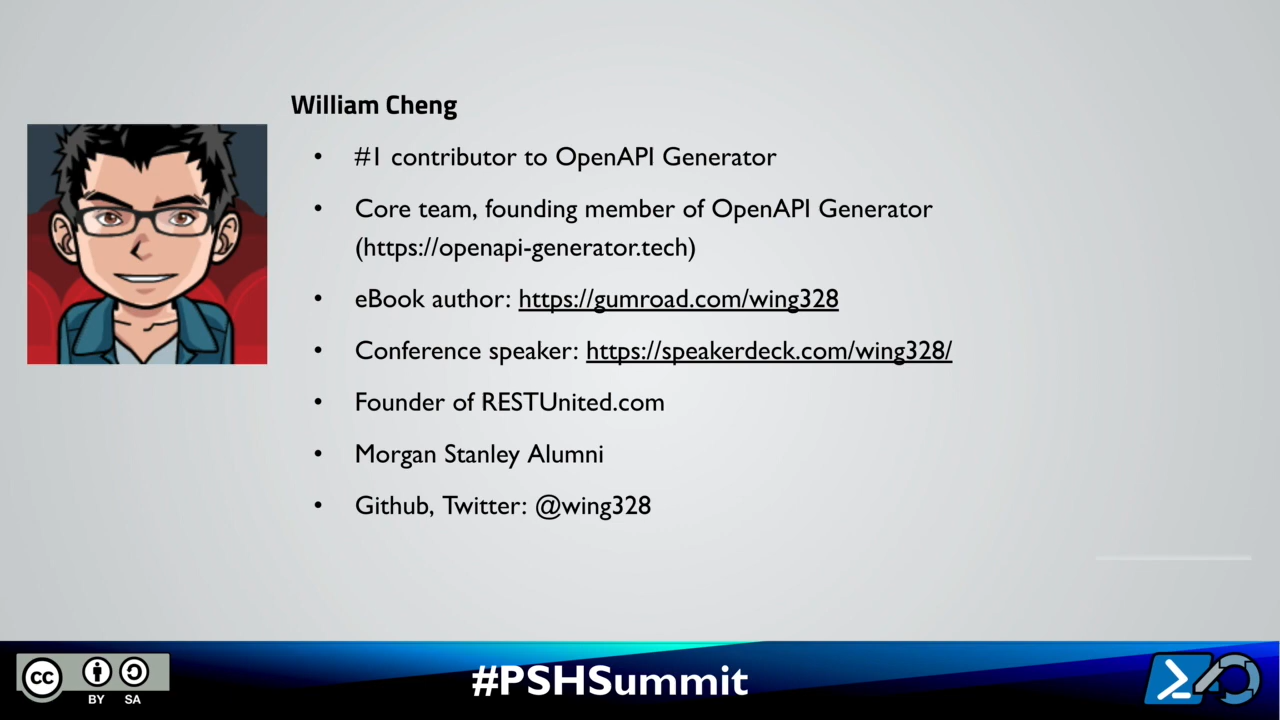 William Cheng
• #1 contributor to OpenAPI Generator
• Core team, founding member of OpenAPI Generator
(https://openapi-generator.tech)
• eBook author: https://gumroad.com/wing328
• Conference speaker: https://speakerdeck.com/wing328/
• Founder of RESTUnited.com
• Morgan Stanley Alumni
• Github, Twitter: @wing328
cc
BY SA
#PSHSummit